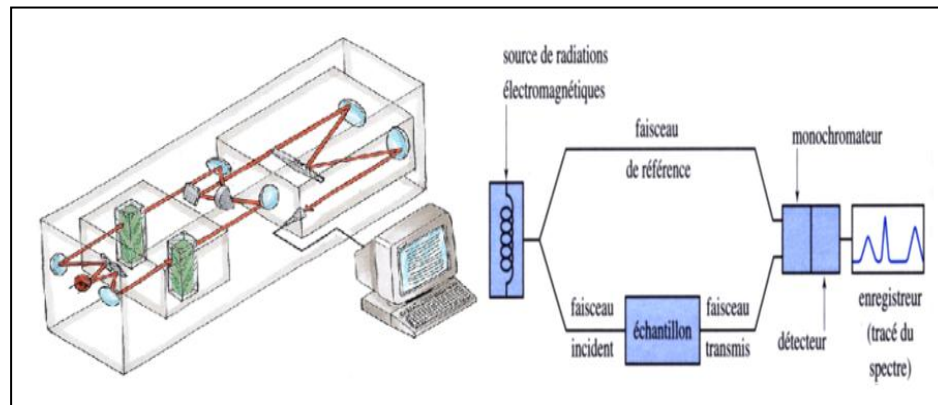 source de radiations
électromagnétiques
faisceau
de référence
monochromateur
faisceau
incident
échantillon
faisceau
transmis
détecteur
enregistreur
(tracé du
spectre)